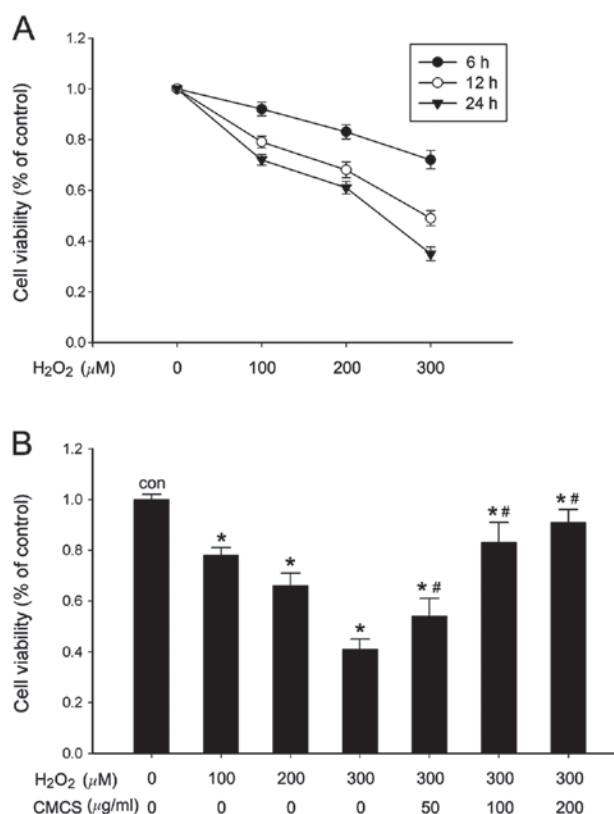 A
Cell viability (% of control)
1.2
1.0
0.8
0.6
0.4
0.2
0.0
6 h
12 h
24 h
H₂O₂ (μM) 0 100 200 300
B
Cell viability (% of control)
1.2
1.0
0.8
0.6
0.4
0.2
0.0
con
*
*
*
*#
*#
*#
H₂O₂ (μM) 0 100 200 300 300 300 300
CMCS (μg/ml) 0 0 0 0 50 100 200